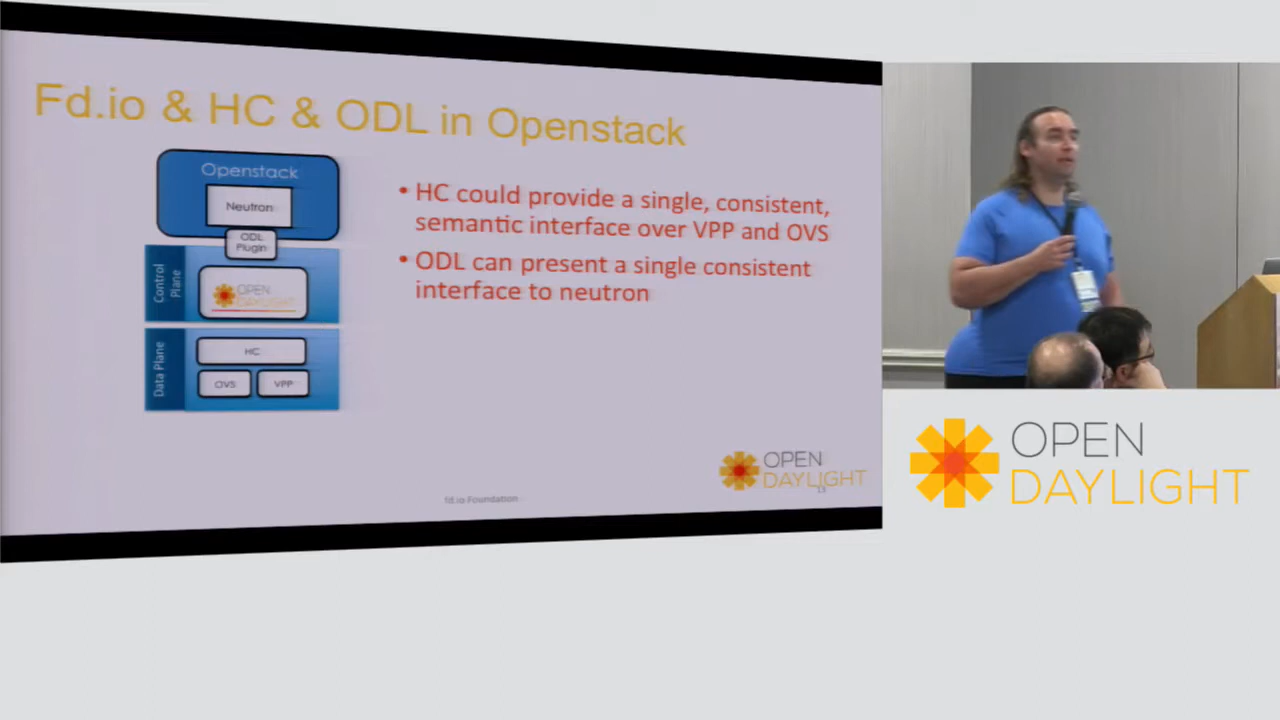 Fd.io & HC & ODL in Openstack
Openstack
Neutron
ODL
Plugin
Control
Plane
OPEN
DAYLIGHT
Data Plane
HC
OVS
VPP
• HC could provide a single, consistent,
semantic interface over VPP and OVS
• ODL can present a single consistent
interface to neutron
fd.io Foundation
OPEN
DAYLIGHT
13
OPEN
DAYLIGHT